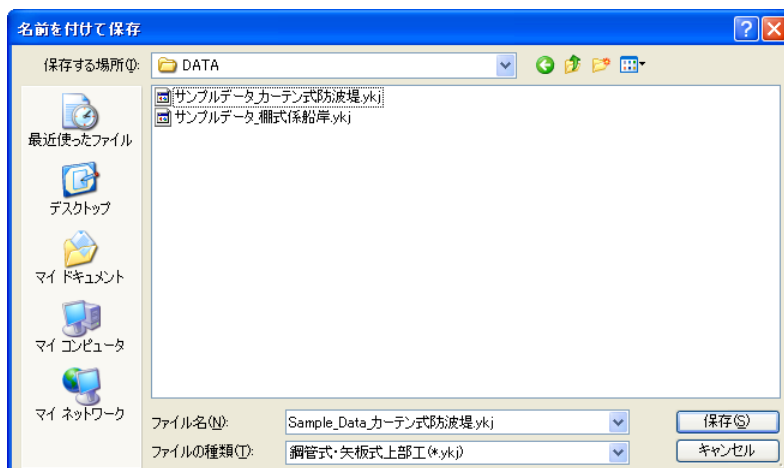 名前を付けて保存
保存する場所(I):
DATA
サンプルデータ_カーテン式防波堤.ykj
サンプルデータ_棚式係船岸.ykj
最近使ったファイル
デスクトップ
マイ ドキュメント
マイ コンピュータ
マイ ネットワーク
ファイル名(N):
Sample_Data_カーテン式防波堤.ykj
保存(S)
ファイルの種類(T):
鋼管式・矢板式上部工(*.ykj)
キャンセル